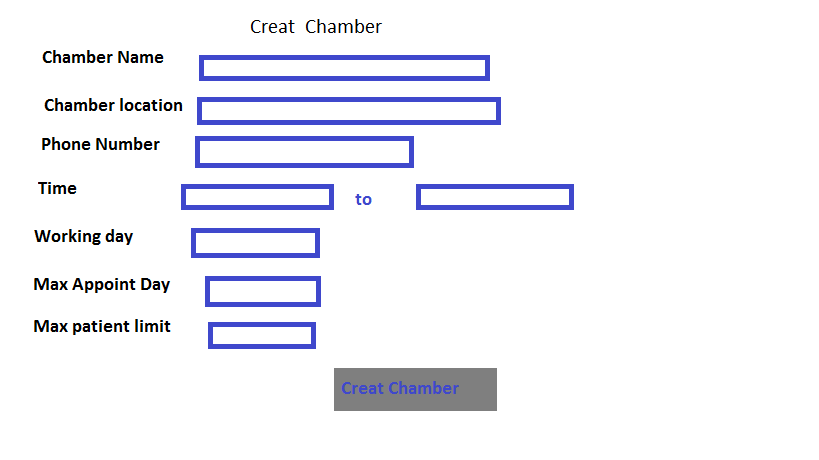 Creat Chamber
Chamber Name
Chamber location
Phone Number
Time to
Working day
Max Appoint Day
Max patient limit
Creat Chamber